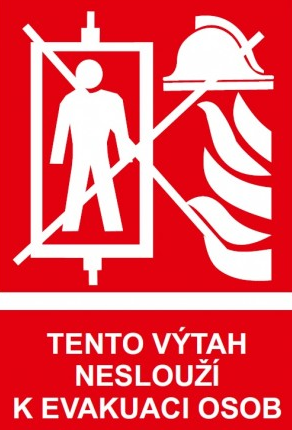 TENTO VÝTAH
NESLOUŽÍ
K EVAKUACI OSOB